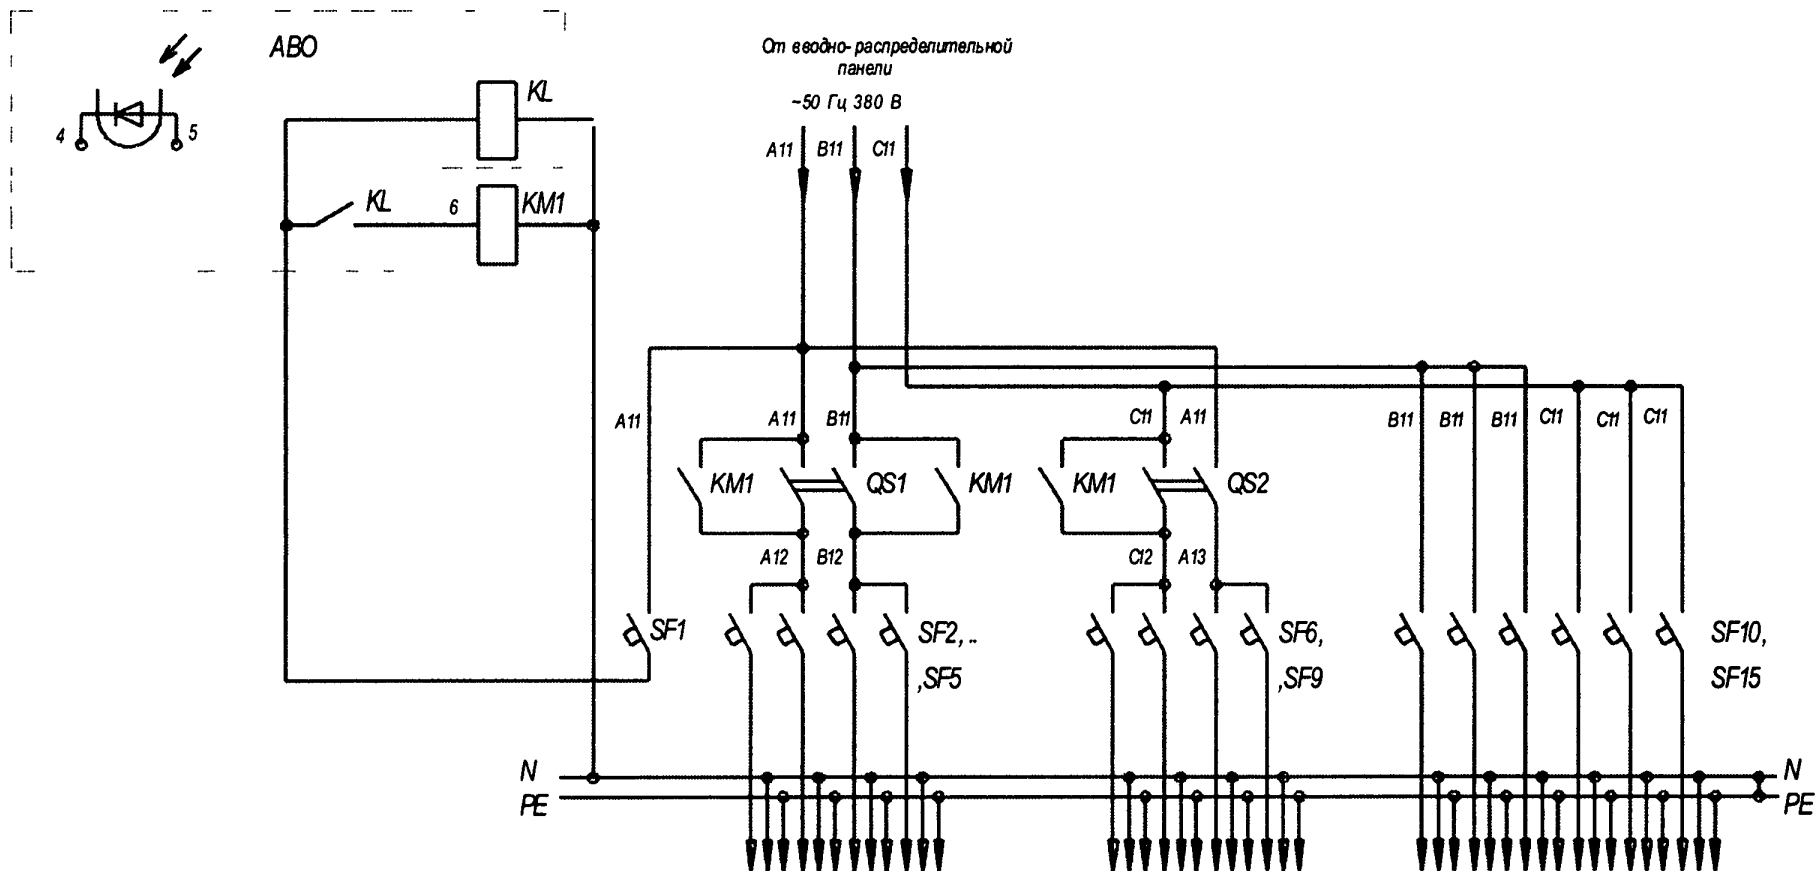 АВО
KL
4
5
KL
6
KM1
От вводно-распределительной
панели
~50 Гц 380 В
A11
B11
C11
A11
A11
B11
C11
A11
B11
B11
B11
C11
C11
C11
KM1
QS1
KM1
KM1
QS2
A12
B12
C12
A13
SF1
SF2, ..
,SF5
SF6,
,SF9
SF10,
SF15
N
PE
N
PE